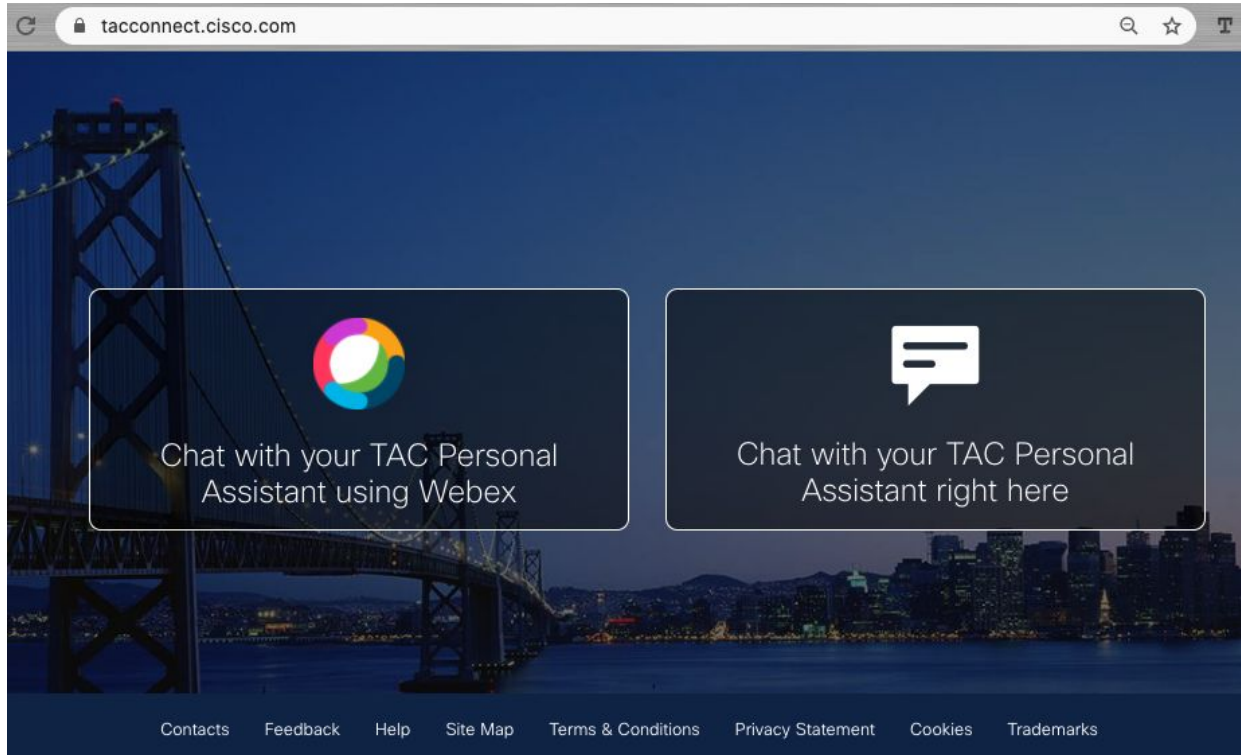 tacconnect.cisco.com
Chat with your TAC Personal
Assistant using Webex
Chat with your TAC Personal
Assistant right here
Contacts Feedback Help Site Map Terms & Conditions Privacy Statement Cookies Trademarks